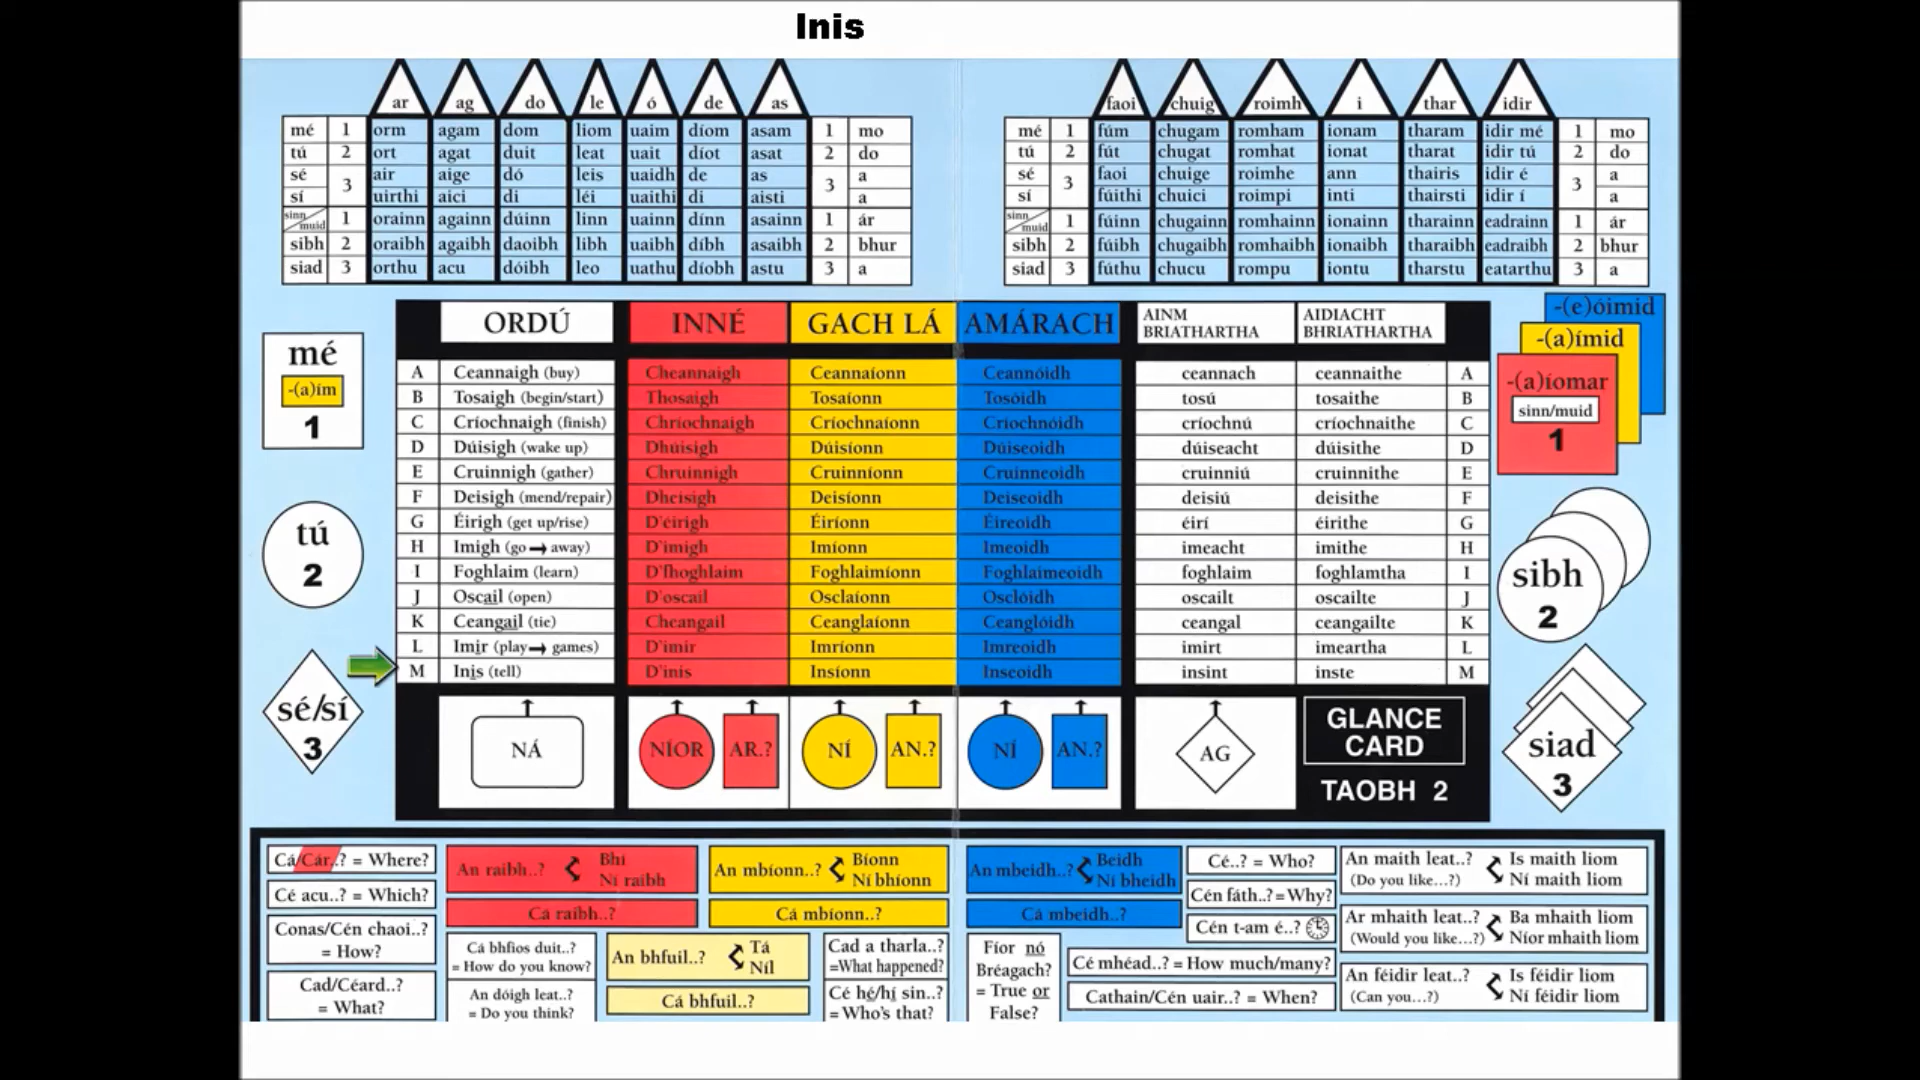 Inis
ar ag do le ó de as
mé 1 orm agam dom liom uaim díom asam 1 mo
tú 2 ort agat duit leat uait díot asat 2 do
sé 3 air aige dó leis uaidh de as 3 a
sí uirthi aici di léi uaithi di aisti a
sinn/muid 1 orainn againn dúinn linn uainn dínn asainn 1 ár
sibh 2 oraibh agaibh daoibh libh uaibh díbh asaibh 2 bhur
siad 3 orthu acu dóibh leo uathu díobh astu 3 a
faoi chuig roimh i thar idir
mé 1 fúm chugam romham ionam tharam idir mé 1 mo
tú 2 fút chugat romhat ionat tharat idir tú 2 do
sé 3 faoi chuige roimhe ann thairis idir é 3 a
sí fúithi chuici roimpi inti thairsti idir í a
sinn/muid 1 fúinn chugainn romhainn ionainn tharainn eadrainn 1 ár
sibh 2 fúibh chugaibh romhaibh ionaibh tharaibh eadraibh 2 bhur
siad 3 fúthu chucu rompu iontu tharstu eatarthu 3 a
mé
-(a)im
1
tú
2
sé/sí
3
ORDÚ INNÉ GACH LÁ AMÁRACH AINM BRIATHARTHA AIDIACHT BHRIATHARTHA
A Ceannaigh (buy) Cheannaigh Ceannaíonn Ceannóidh ceannach ceannaithe A
B Tosaigh (begin/start) Thosaigh Tosaíonn Tosóidh tosú tosaithe B
C Críochnaigh (finish) Chríochnaigh Críochnaíonn Críochnóidh críochnú críochnaithe C
D Dúisigh (wake up) Dhúisigh Dúisíonn Dúiseoidh dúiseacht dúisithe D
E Cruinnigh (gather) Chruinnigh Cruinníonn Cruinneoidh cruinniú cruinnithe E
F Deisigh (mend/repair) Dheisigh Deisíonn Deiseoidh deisiú deisithe F
G Éirigh (get up/rise) D'éirigh Éiríonn Éireoidh éirí éirithe G
H Imigh (go → away) D'imigh Imíonn Imeoidh imeacht imithe H
I Foghlaim (learn) D'fhoghlaim Foghlaimíonn Foghlaimeoidh foghlaim foghlamtha I
J Oscail (open) D'oscail Osclaíonn Osclóidh oscailt oscailte J
K Ceangail (tie) Cheangail Ceanglaíonn Ceanglóidh ceangal ceangailte K
L Imir (play → games) D'imir Imríonn Imreoidh imirt imeartha L
M Inis (tell) D'inis Insíonn Inseoidh insint inste M
NÁ NÍOR AR.? NÍ AN.? NÍ AN.? AG
GLANCE
CARD
TAOBH 2
-(e)óimid
-(a)ímid
-(a)íomar
sinn/muid
1
sibh
2
siad
3
Cá/Cár..? = Where?
Cé acu..? = Which?
Conas/Cén chaoi..?
= How?
Cad/Céard..?
= What?
An raibh..? Bhí
Ní raibh
Cá raibh..?
Cá bhfios duit..?
= How do you know?
An dóigh leat..?
= Do you think?
An mbíonn..? Bíonn
Ní bhíonn
Cá mbíonn..?
An bhfuil..? Tá
Níl
Cá bhfuil..?
Cad a tharla..?
=What happened?
Cé hé/hí sin..?
= Who's that?
An mbeidh..? Beidh
Ní bheidh
Cá mbeidh..?
Fíor nó
Bréagach?
= True or
False?
Cé..? = Who?
Cén fáth..? = Why?
Cén t-am é..?
Cé mhéad..? = How much/many?
Cathain/Cén uair..? = When?
An maith leat..? Is maith liom
(Do you like...?) Ní maith liom
Ar mhaith leat..? Ba mhaith liom
(Would you like...?) Níor mhaith liom
An féidir leat..? Is féidir liom
(Can you...?) Ní féidir liom